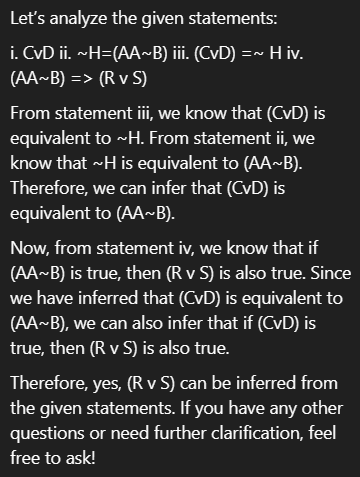 Let's analyze the given statements:
i. CvD ii. ~H=(AA~B) iii. (CvD) =~ H iv.
(AA~B) => (R v S)
From statement iii, we know that (CvD) is
equivalent to ~H. From statement ii, we
know that ~H is equivalent to (AA~B).
Therefore, we can infer that (CvD) is
equivalent to (AA~B).
Now, from statement iv, we know that if
(AA~B) is true, then (R v S) is also true. Since
we have inferred that (CvD) is equivalent to
(AA~B), we can also infer that if (CvD) is
true, then (R v S) is also true.
Therefore, yes, (R v S) can be inferred from
the given statements. If you have any other
questions or need further clarification, feel
free to ask!